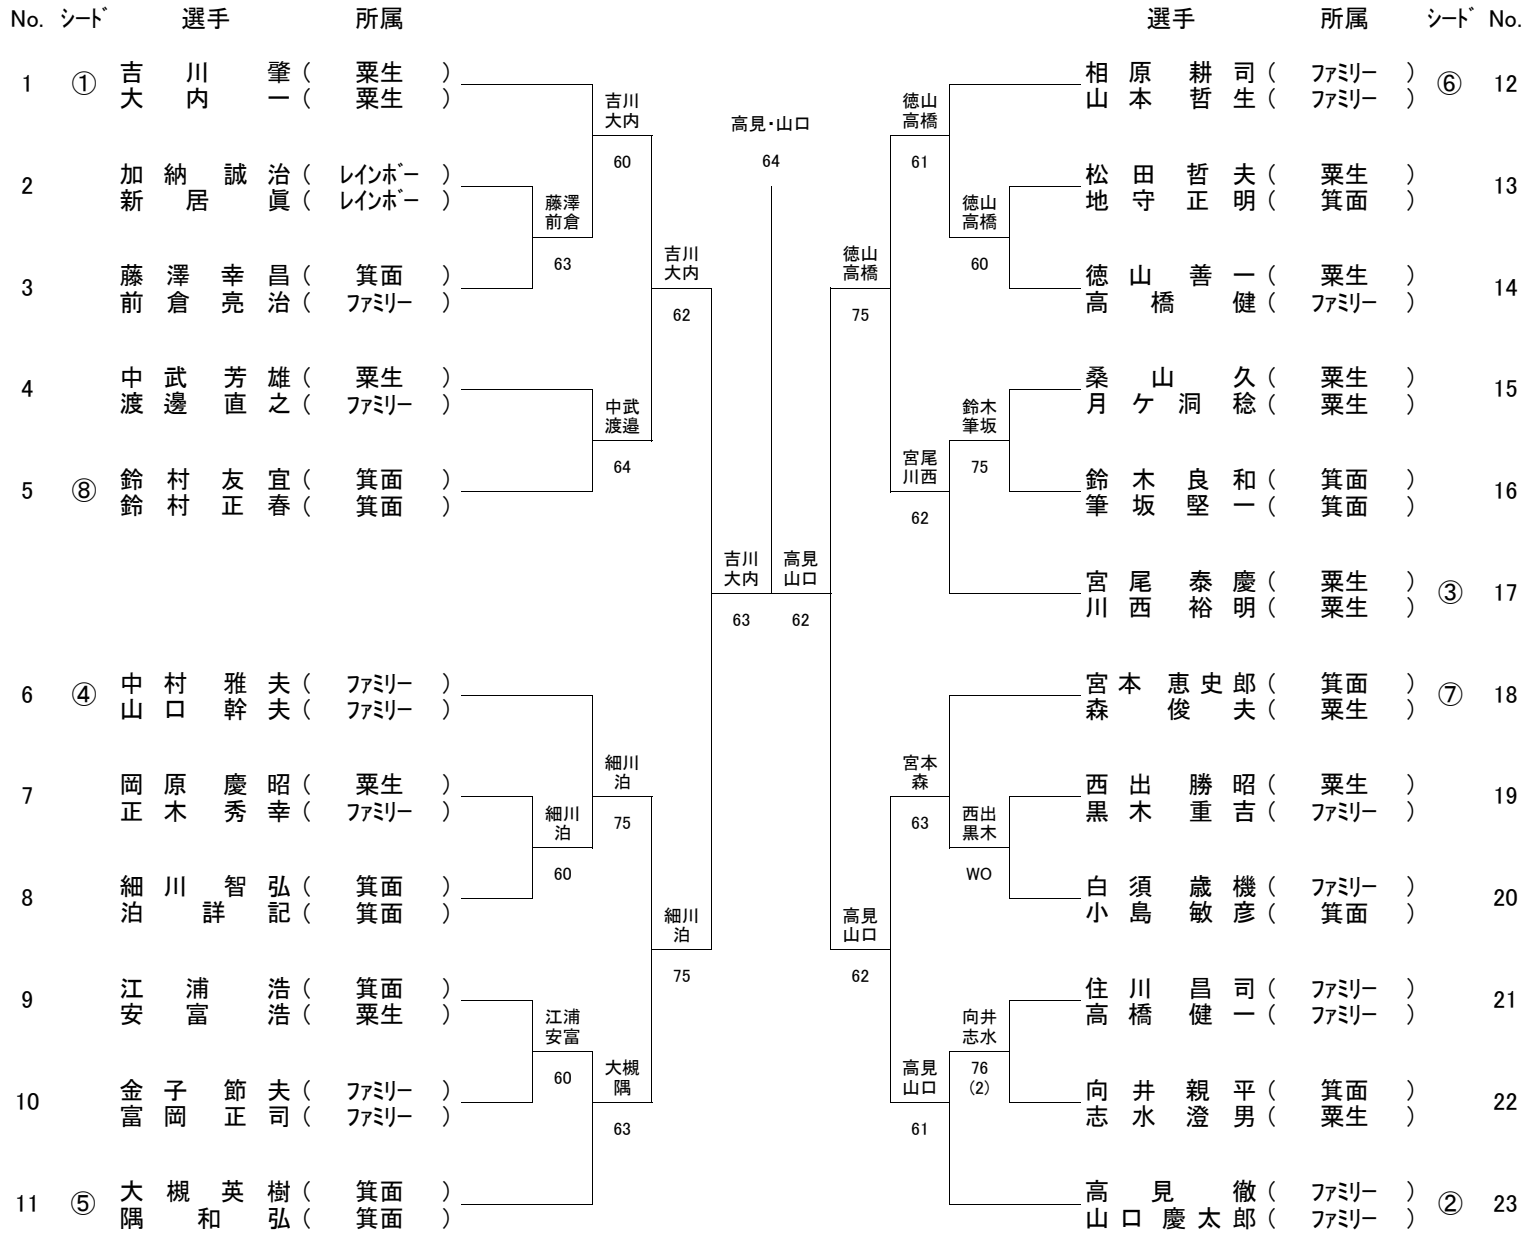 No. シード 選手 所属
1 ① 吉川肇 ( 粟生 )
大内一 ( 粟生 )
2 加納誠治 ( レインボー )
新居眞 ( レインボー )
3 藤澤幸昌 ( 箕面 )
前倉亮治 ( ファミリー )
4 中武芳雄 ( 粟生 )
渡邊直之 ( ファミリー )
5 ⑧ 鈴村友宜 ( 箕面 )
鈴村正春 ( 箕面 )
6 ④ 中村雅夫 ( ファミリー )
山口幹夫 ( ファミリー )
7 岡原慶昭 ( 粟生 )
正木秀幸 ( ファミリー )
8 細川智弘 ( 箕面 )
泊詳記 ( 箕面 )
9 江浦浩 ( 箕面 )
安富浩 ( 粟生 )
10 金子節夫 ( ファミリー )
富岡正司 ( ファミリー )
11 ⑤ 大槻英樹 ( 箕面 )
隅和弘 ( 箕面 )
藤澤
前倉
63
細川
泊
60
江浦
安富
60
吉川
大内
60
中武
渡邉
64
細川
泊
75
大槻
隅
63
吉川
大内
62
細川
泊
75
吉川
大内
63
高見・山口
64
高見
山口
62
徳山
高橋
75
高見
山口
62
徳山
高橋
61
宮尾
川西
62
宮本
森
63
高見
山口
61
徳山
高橋
60
鈴木
筆坂
75
西出
黒木
WO
向井
志水
76
(2)
選手 所属 シード No.
相原耕司 ( ファミリー ) ⑥ 12
山本哲生 ( ファミリー )
松田哲夫 ( 粟生 ) 13
地守正明 ( 箕面 )
徳山善一 ( 粟生 ) 14
高橋健 ( ファミリー )
桑山久 ( 粟生 ) 15
月ケ洞稔 ( 粟生 )
鈴木良和 ( 箕面 ) 16
筆坂堅一 ( 箕面 )
宮尾泰慶 ( 粟生 ) ③ 17
川西裕明 ( 粟生 )
宮本恵史郎 ( 箕面 ) ⑦ 18
森俊夫 ( 粟生 )
西出勝昭 ( 粟生 ) 19
黒木重吉 ( ファミリー )
白須歳機 ( ファミリー ) 20
小島敏彦 ( 箕面 )
住川昌司 ( ファミリー ) 21
高橋健一 ( ファミリー )
向井親平 ( 箕面 ) 22
志水澄男 ( 粟生 )
高見徹 ( ファミリー ) ② 23
山口慶太郎 ( ファミリー )